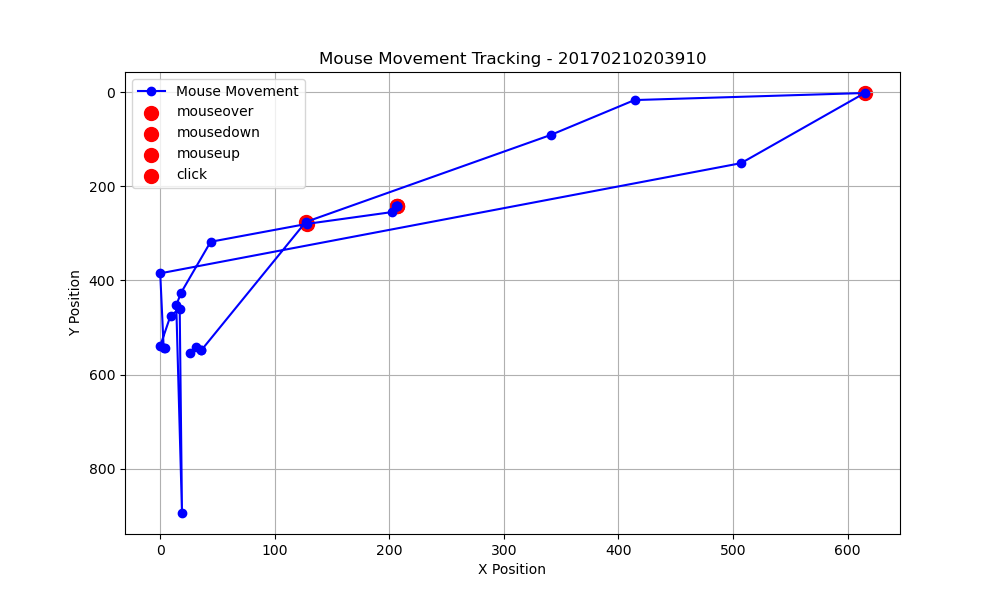 Mouse Movement Tracking - 20170210203910
Mouse Movement
mouseover
mousedown
mouseup
click
0
200
400
600
800
Y Position
0 100 200 300 400 500 600
X Position